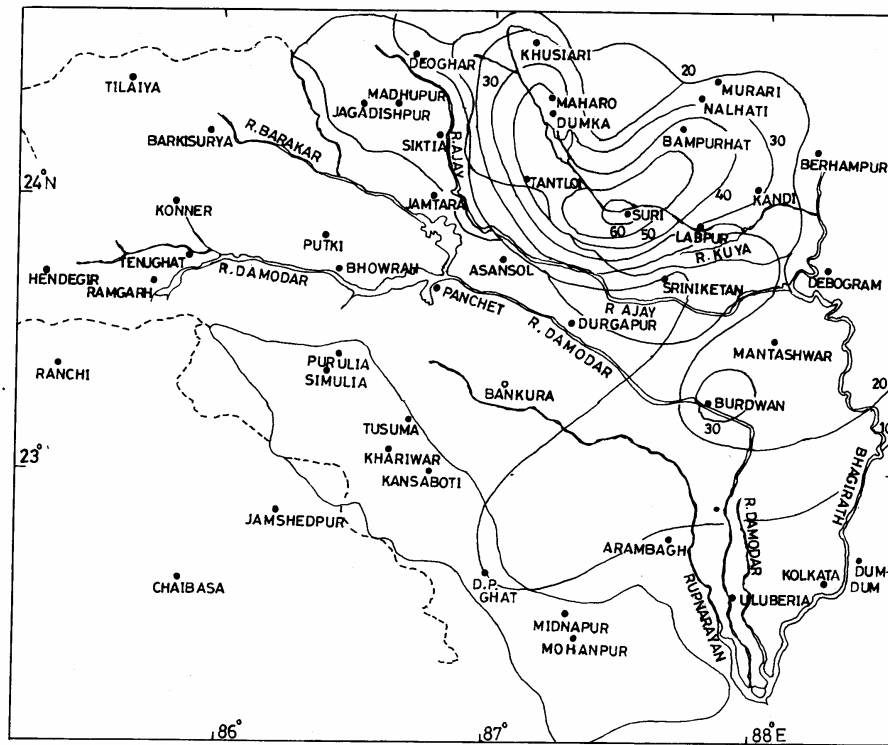 KHUSIARI
DEOGHAR
30
20
TILAIYA
MADHUPUR
JAGADISHPUR
MAHARO
DUMKA
MURARI
NALHATI
BARKISURYA
R.BARAKAR
SIKTIA
R.AJAY
BAMPURHAT
30
BERHAMPUR
24°N
TANTLOI
40
KANDI
KONNER
JAMTARA
SURI
60
50
LABPUR
R.KUYA
PUTKI
TENUGHAT
HENDEGIR
RAMGARH
R.DAMODAR
BHOWRAH
ASANSOL
SRINIKETAN
DEBOGRAM
PANCHET
R AJAY
DURGAPUR
R.DAMODAR
MANTASHWAR
RANCHI
PURULIA
SIMULIA
BANKURA
20
BURDWAN
30
10
TUSUMA
23°
KHARIWAR
KANSABOTI
BHAGIRATH
JAMSHEDPUR
R.DAMODAR
ARAMBAGH
CHAIBASA
D.P.
GHAT
RUPNARAYAN
KOLKATA
DUM-
DUM
ULUBERIA
MIDNAPUR
MOHANPUR
86°
87°
88°E